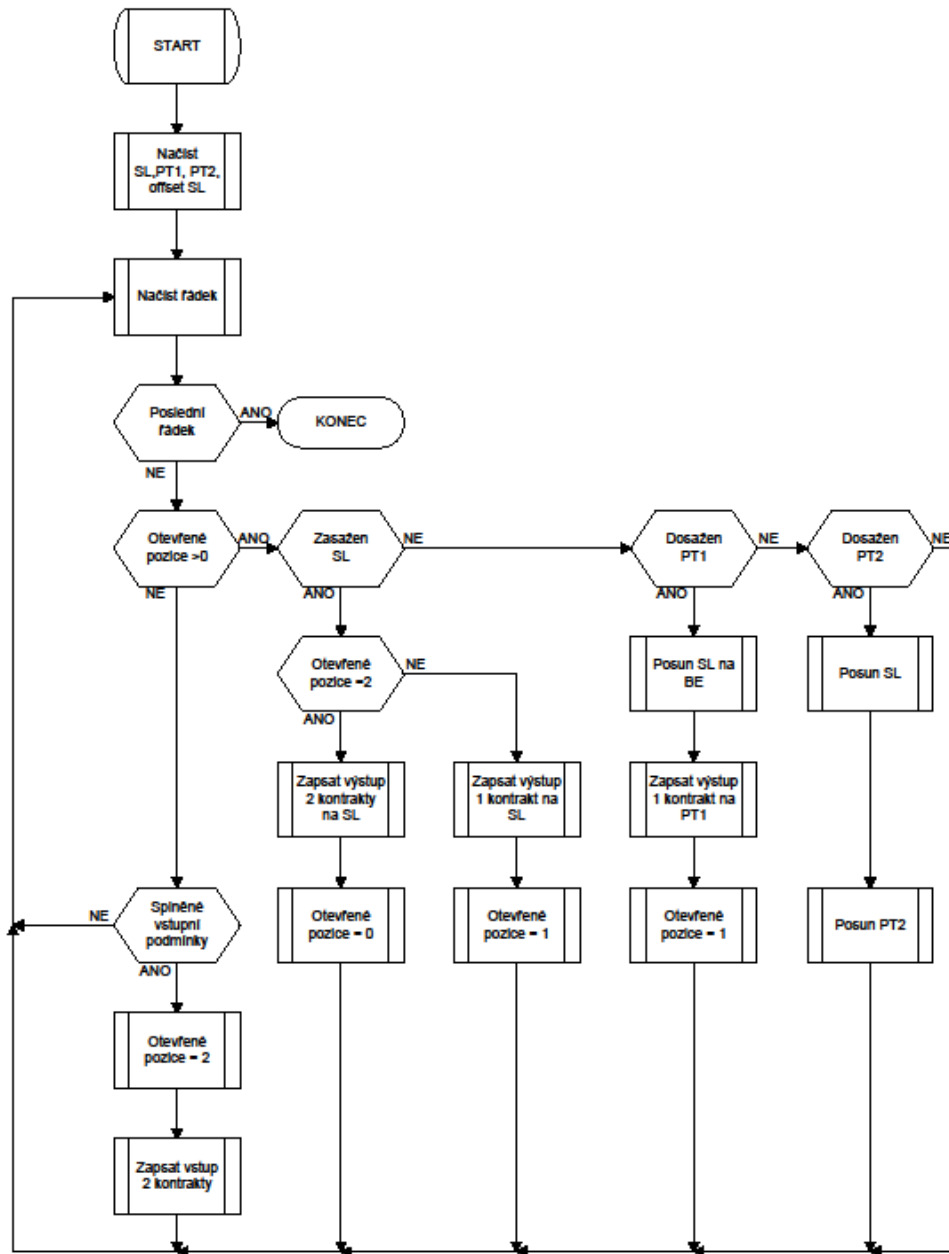 START
Načíst
SL,PT1, PT2,
offset SL
Načíst řádek
Poslední
řádek
ANO
KONEC
NE
Otevřené
pozice >0
ANO
Zasažen
SL
NE
Dosažen
PT1
NE
Dosažen
PT2
NE
NE
ANO
ANO
ANO
Otevřené
pozice =2
NE
Posun SL na
BE
Posun SL
ANO
Zapsat výstup
2 kontrakty
na SL
Zapsat výstup
1 kontrakt na
SL
Zapsat výstup
1 kontrakt na
PT1
NE
Splněné
vstupní
podmínky
Otevřené
pozice = 0
Otevřené
pozice = 1
Otevřené
pozice = 1
Posun PT2
ANO
Otevřené
pozice = 2
Zapsat vstup
2 kontrakty